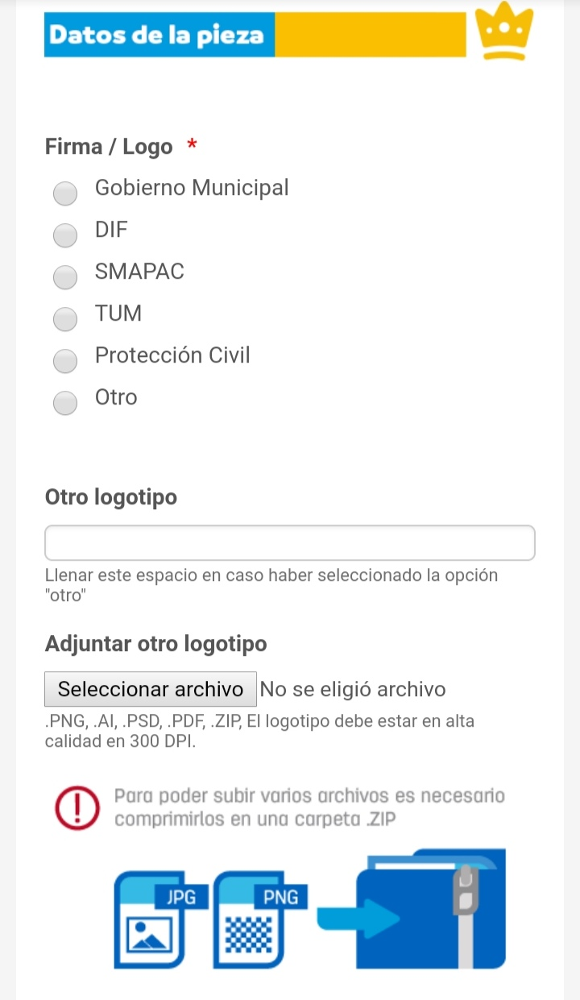 Datos de la pieza
Firma / Logo *
Gobierno Municipal
DIF
SMAPAC
TUM
Protección Civil
Otro
Otro logotipo
Llenar este espacio en caso haber seleccionado la opción
"otro"
Adjuntar otro logotipo
Seleccionar archivo No se eligió archivo
.PNG, .AI, .PSD, .PDF, .ZIP, El logotipo debe estar en alta
calidad en 300 DPI.
Para poder subir varios archivos es necesario
comprimirlos en una carpeta .ZIP
JPG PNG